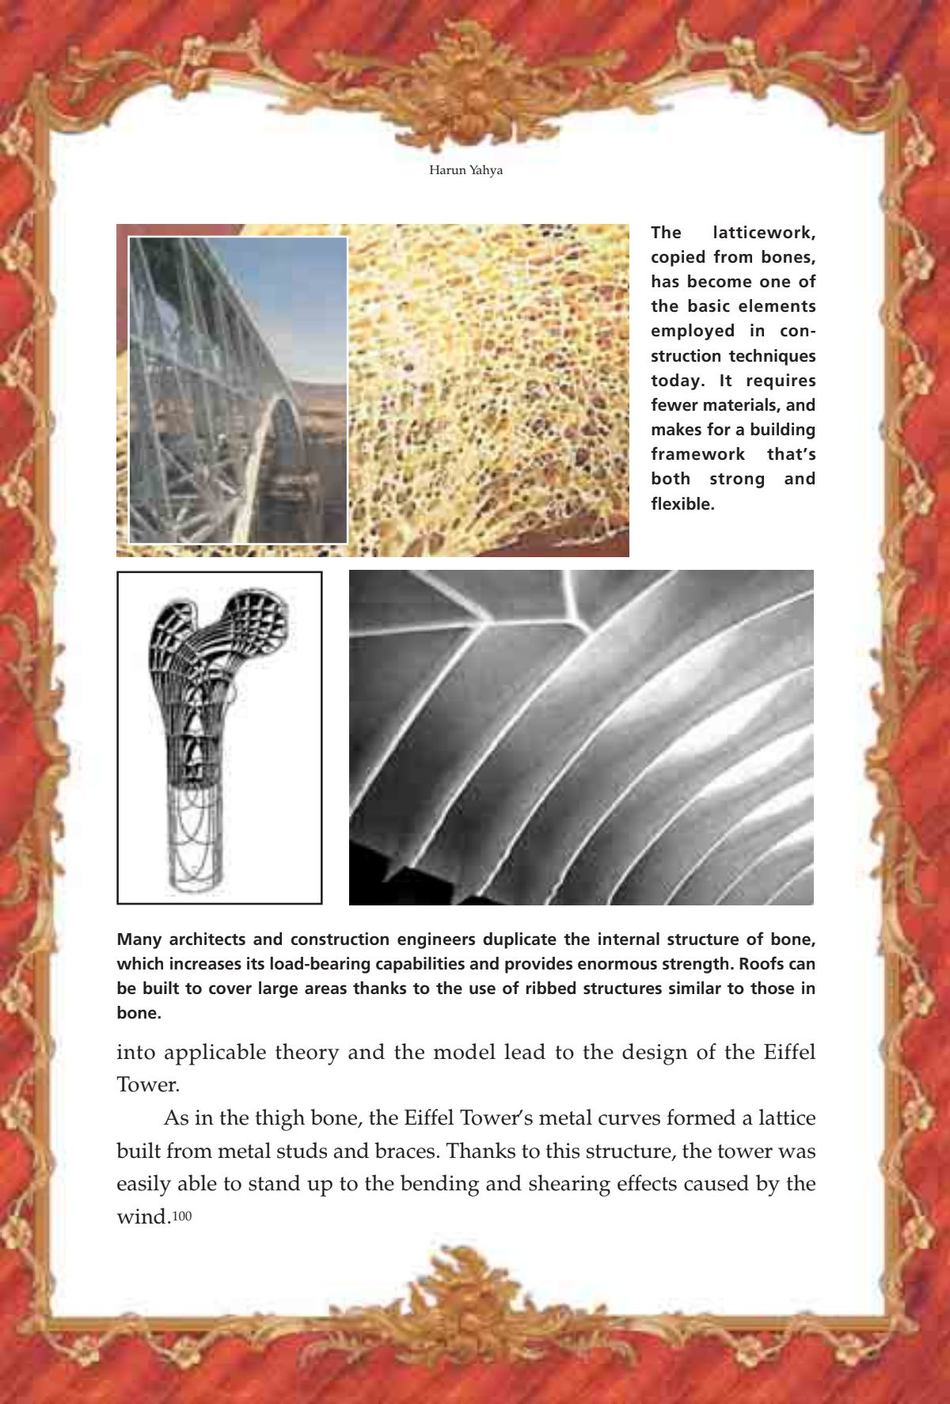 Harun Yahya
The latticework,
copied from bones,
has become one of
the basic elements
employed in con-
struction techniques
today. It requires
fewer materials, and
makes for a building
framework that's
both strong and
flexible.
Many architects and construction engineers duplicate the internal structure of bone,
which increases its load-bearing capabilities and provides enormous strength. Roofs can
be built to cover large areas thanks to the use of ribbed structures similar to those in
bone.
into applicable theory and the model lead to the design of the Eiffel
Tower.
As in the thigh bone, the Eiffel Tower's metal curves formed a lattice
built from metal studs and braces. Thanks to this structure, the tower was
easily able to stand up to the bending and shearing effects caused by the
wind.100